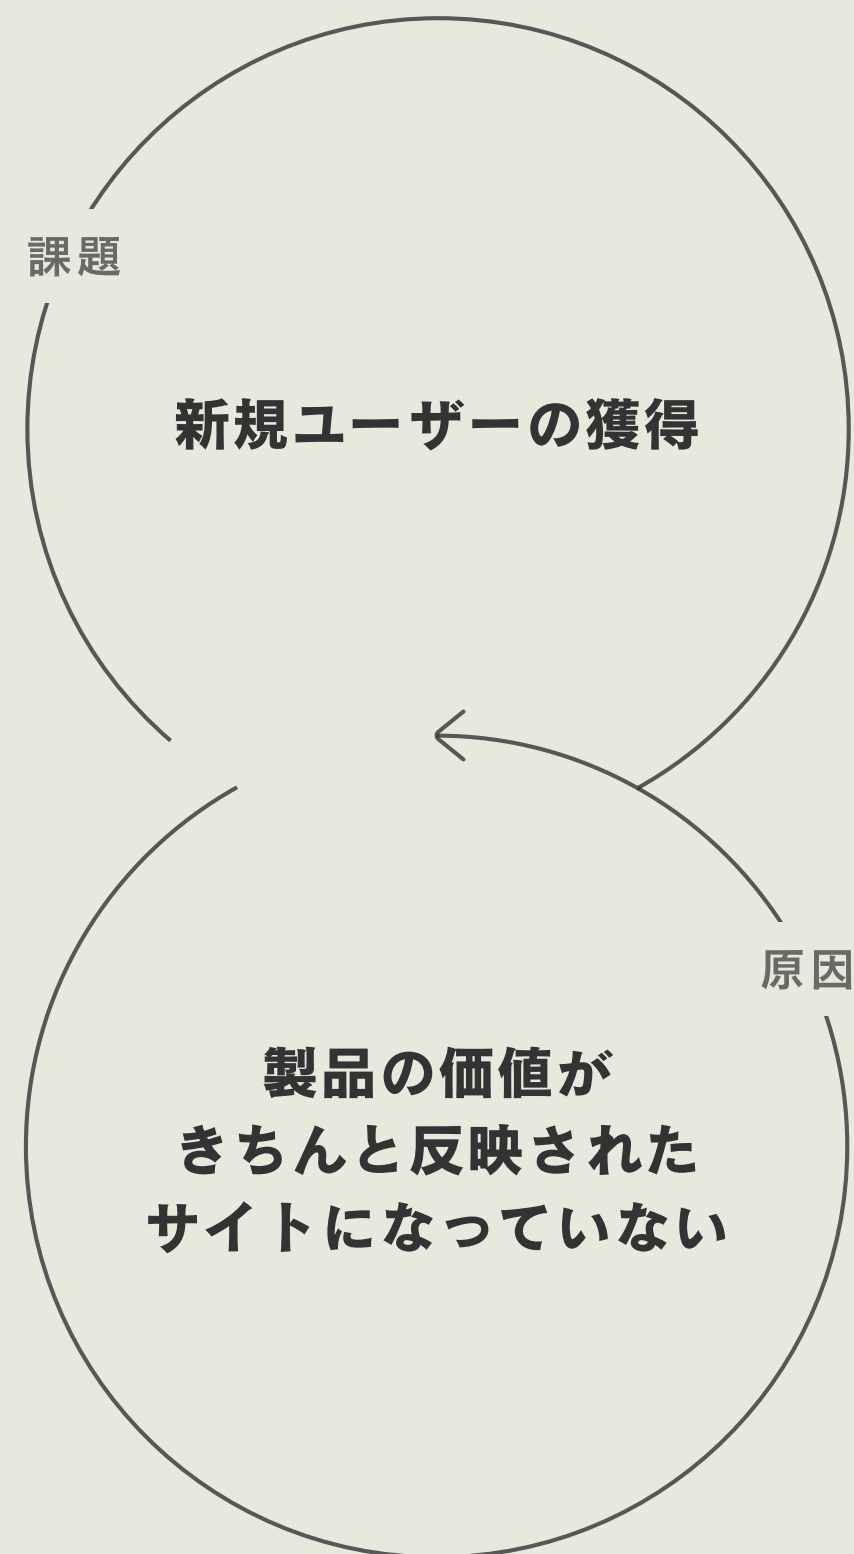 課題
新規ユーザーの獲得
原因
製品の価値が
きちんと反映された
サイトになっていない